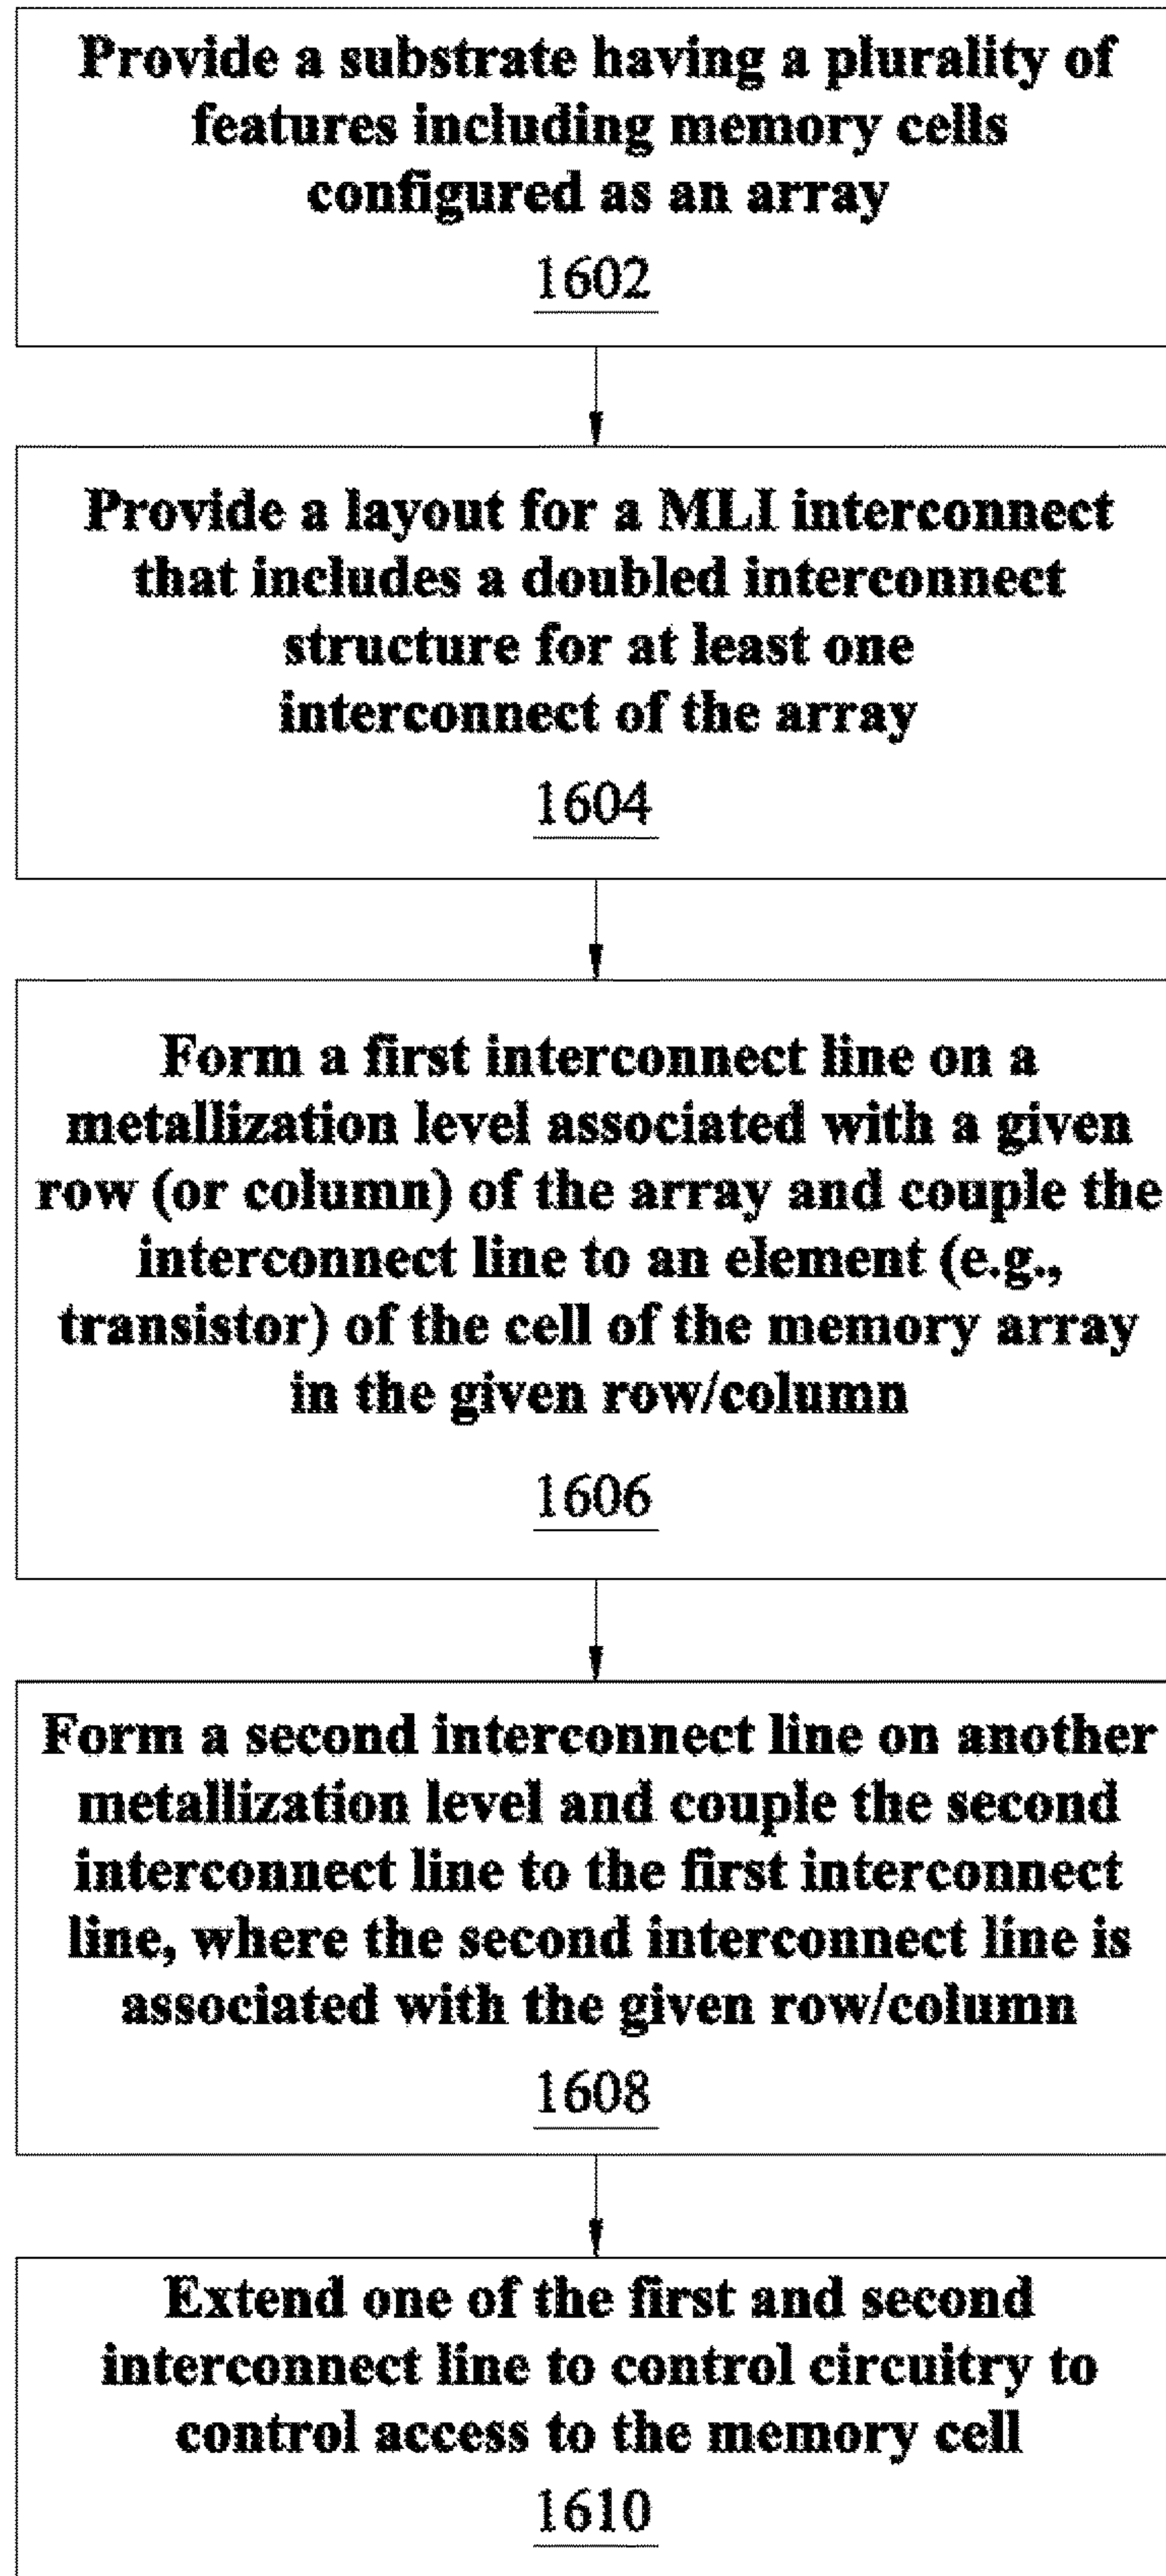 Provide a substrate having a plurality of
features including memory cells
configured as an array
1602
Provide a layout for a MLI interconnect
that includes a doubled interconnect
structure for at least one
interconnect of the array
1604
Form a first interconnect line on a
metallization level associated with a given
row (or column) of the array and couple the
interconnect line to an element (e.g.,
transistor) of the cell of the memory array
in the given row/column
1606
Form a second interconnect line on another
metallization level and couple the second
interconnect line to the first interconnect
line, where the second interconnect line is
associated with the given row/column
1608
Extend one of the first and second
interconnect line to control circuitry to
control access to the memory cell
1610